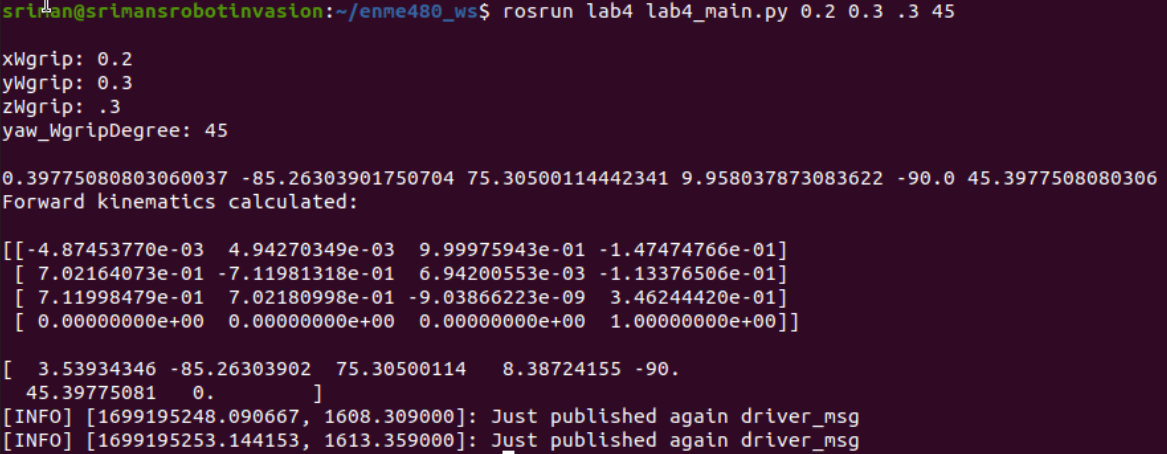 sriman@srimansrobotinvasion:~/enme480_ws$ rosrun lab4 lab4_main.py 0.2 0.3 .3 45
xWgrip: 0.2
yWgrip: 0.3
zWgrip: .3
yaw_WgripDegree: 45
0.39775080803060037 -85.26303901750704 75.30500114442341 9.958037873083622 -90.0 45.3977508080306
Forward kinematics calculated:
[[-4.87453770e-03  4.94270349e-03  9.99975943e-01 -1.47474766e-01]
 [ 7.02164073e-01 -7.11981318e-01  6.94200553e-03 -1.13376506e-01]
 [ 7.11998479e-01  7.02180998e-01 -9.03866223e-09  3.46244420e-01]
 [ 0.00000000e+00  0.00000000e+00  0.00000000e+00  1.00000000e+00]]
[  3.53934346 -85.26303902  75.30500114   8.38724155 -90.
  45.39775081   0.        ]
[INFO] [1699195248.090667, 1608.309000]: Just published again driver_msg
[INFO] [1699195253.144153, 1613.359000]: Just published again driver_msg